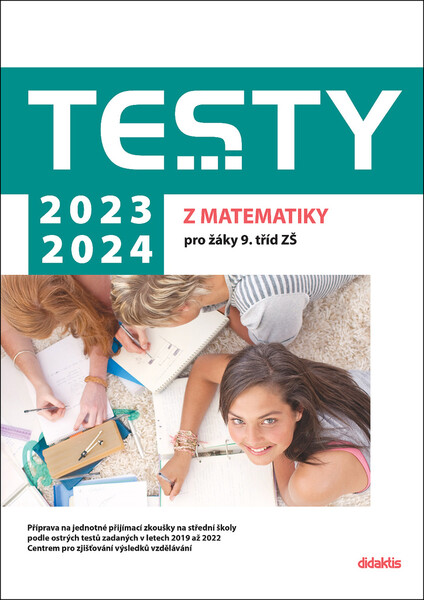 TESTY
2023
2024
Z MATEMATIKY
pro žáky 9. tříd ZŠ
Příprava na jednotné přijímací zkoušky na střední školy
podle ostrých testů zadaných v letech 2019 až 2022
Centrem pro zjišťování výsledků vzdělávání
didaktis